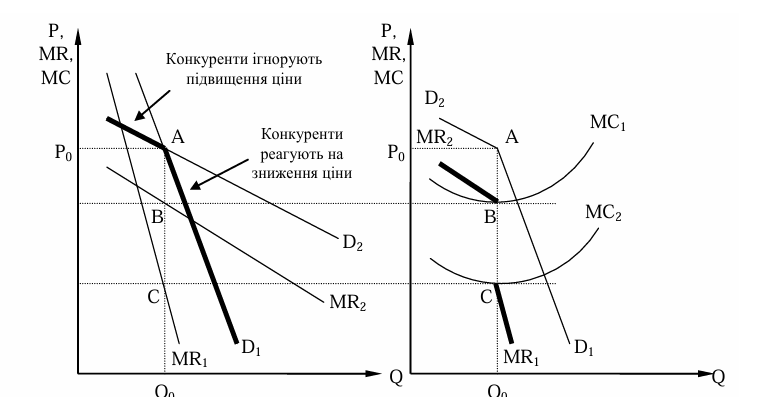 P,
MR,
MC
Конкуренти ігнорують
підвищення ціни
A
Конкуренти
реагують на
зниження ціни
P₀
B
D₂
C
MR₂
MR₁
D₁
Q
Q₀
P,
MR,
MC
D₂
MR₂
A
MC₁
P₀
B
MC₂
C
MR₁
D₁
Q
Q₀